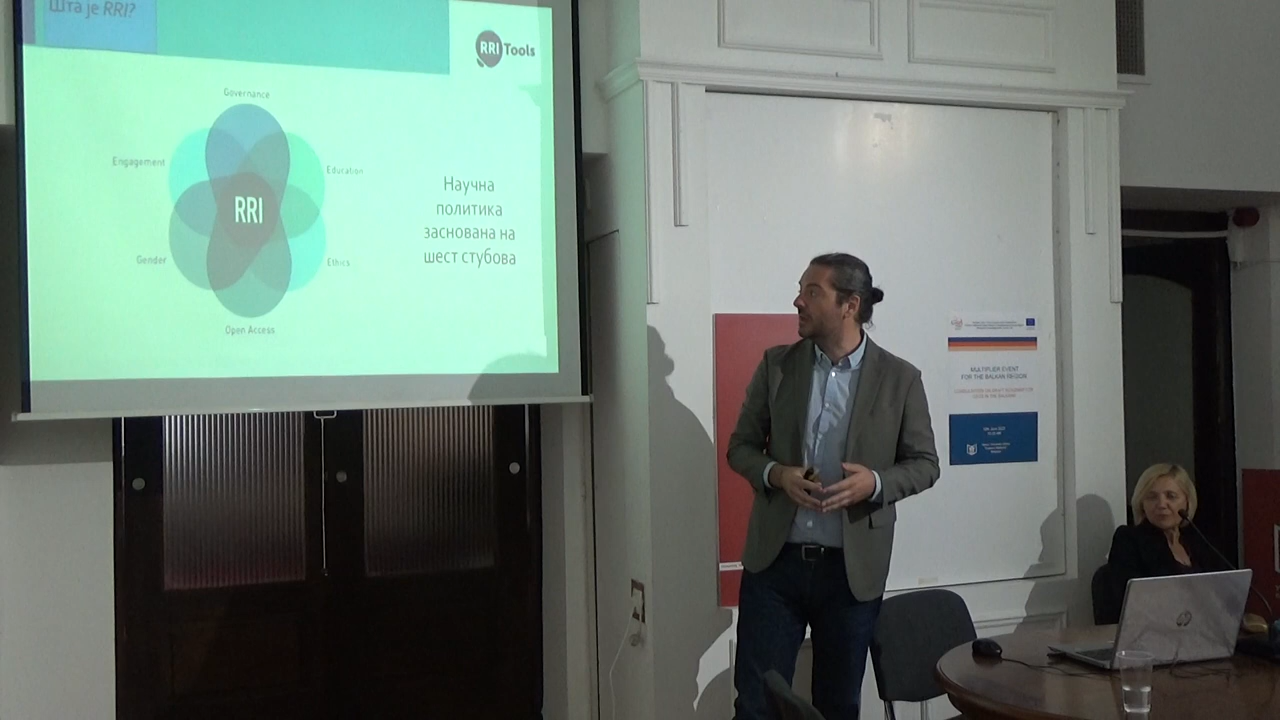 Шта је RRI?
RRI Tools
Governance
Engagement
Education
RRI
Gender
Ethics
Open Access
Научна
политика
заснована на
шест стубова
MULTIPLIER EVENT
FOR THE BALKAN REGION